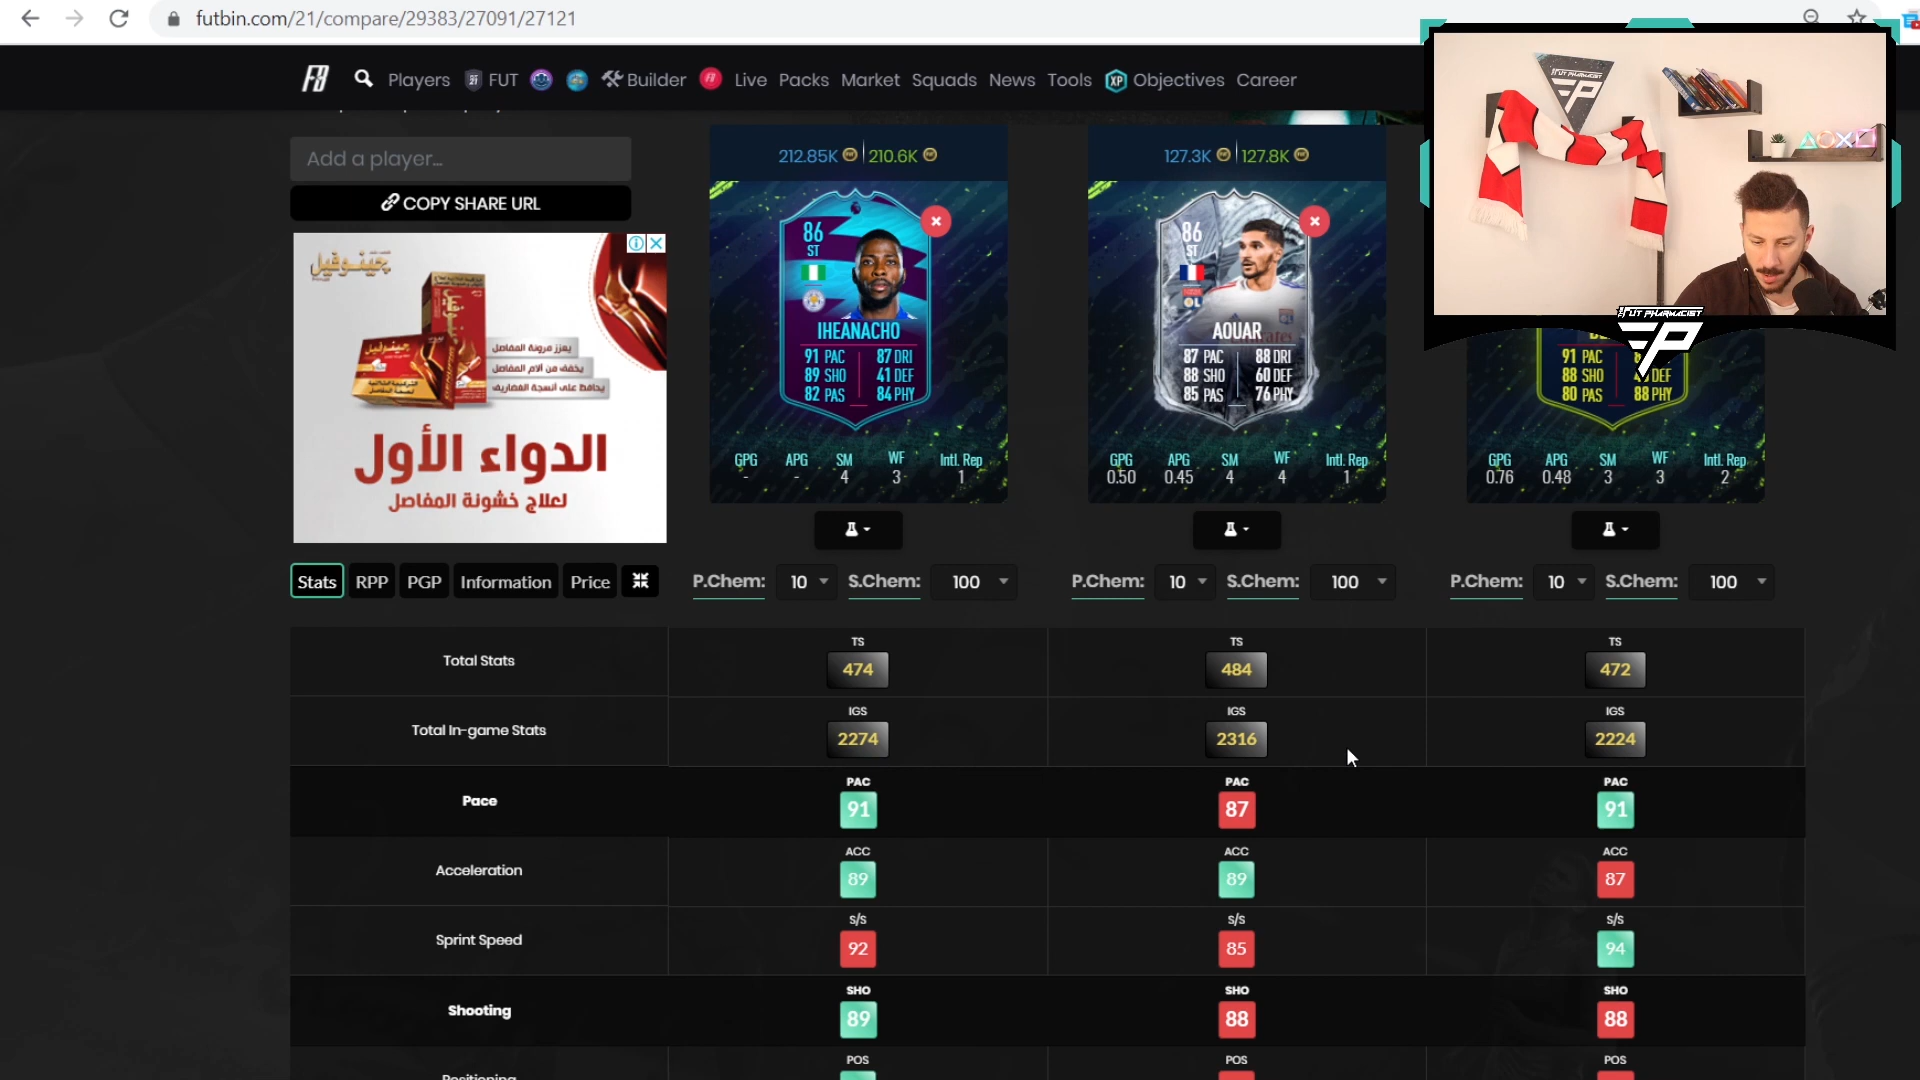 futbin.com/21/compare/29383/27091/27121
Players FUT Builder Live Packs Market Squads News Tools XP Objectives Career
Add a player...
COPY SHARE URL
يعزز مرونة المفاصل
يخفف من آلام المفاصل
يحافظ على أنسجة الغضاريف
الدواء الأول
لعلاج خشونة المفاصل
212.85K 210.6K
86
ST
IHEANACHO
91 PAC 87 DRI
89 SHO 41 DEF
82 PAS 84 PHY
GPG APG SM WF Intl. Rep
- - 4 3 1
127.3K 127.8K
86
ST
AOUAR
87 PAC 88 DRI
88 SHO 60 DEF
85 PAS 76 PHY
GPG APG SM WF Intl. Rep
0.50 0.45 4 4 1
FUT PHARMACIST
FUT PHARMACIST
91 PAC
88 SHO DEF
80 PAS 88 PHY
GPG APG SM WF Intl. Rep
0.76 0.48 3 3 2
Stats RPP PGP Information Price
P.Chem: 10 S.Chem: 100
P.Chem: 10 S.Chem: 100
P.Chem: 10 S.Chem: 100
TS TS TS
Total Stats 474 484 472
IGS IGS IGS
Total In-game Stats 2274 2316 2224
PAC PAC PAC
Pace 91 87 91
ACC ACC ACC
Acceleration 89 89 87
S/S S/S S/S
Sprint Speed 92 85 94
SHO SHO SHO
Shooting 89 88 88
POS POS POS
Positioning